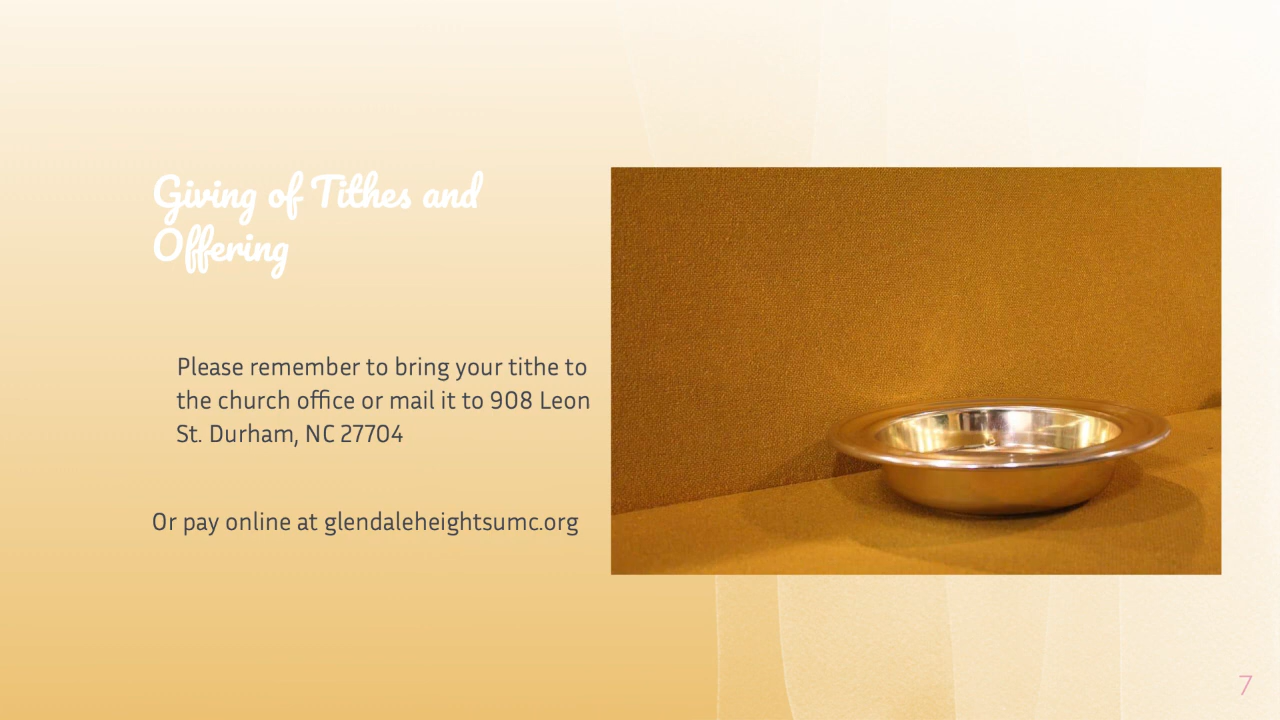 Giving of Tithes and
Offering
Please remember to bring your tithe to
the church office or mail it to 908 Leon
St. Durham, NC 27704
Or pay online at glendaleheightsumc.org
7